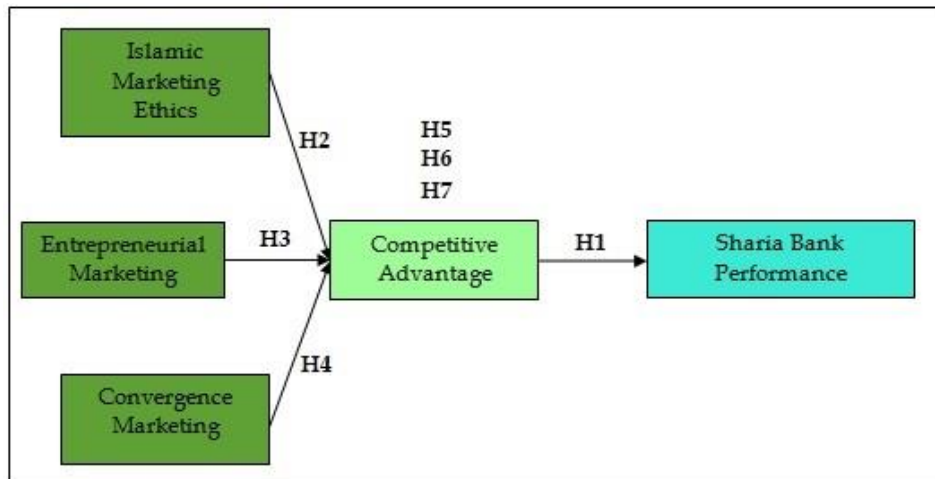 Islamic
Marketing
Ethics
H2
H5
H6
H7
Entrepreneurial
Marketing
H3
Competitive
Advantage
H1
Sharia Bank
Performance
H4
Convergence
Marketing